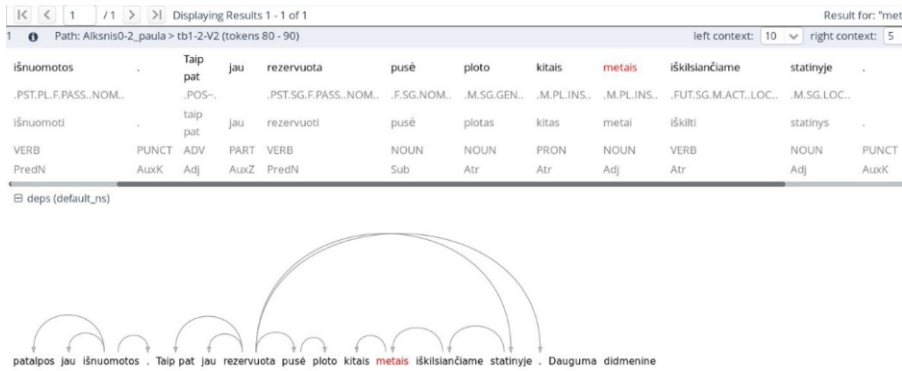 1 / 1 Displaying Results 1 - 1 of 1 Result for: "met
1 Path: Alksnis0-2_paula > tb1-2-V2 (tokens 80 - 90) left context: 10 right context: 5
išnuomotos . Taip pat jau rezervuota pusė ploto kitais metais iškilsiančiame statinyje .
.PST.PL.F.PASS..NOM.. .POS~. .PST.SG.F.PASS..NOM.. .F.SG.NOM.. .M.SG.GEN.. .M.PL.INS.. .M.PL.INS.. .FUT.SG.M.ACT..LOC.. .M.SG.LOC..
išnuomoti . taip pat jau rezervuoti pusė plotas kitas metai iškilti statinys .
VERB PUNCT ADV PART VERB NOUN NOUN PRON NOUN VERB NOUN PUNCT
PredN AuxK Adj AuxZ PredN Sub Atr Atr Adj Atr Adj AuxK
deps (default_ns)
patalpos jau išnuomotos . Taip pat jau rezervuota pusė ploto kitais metais iškilsiančiame statinyje . Dauguma didmenine